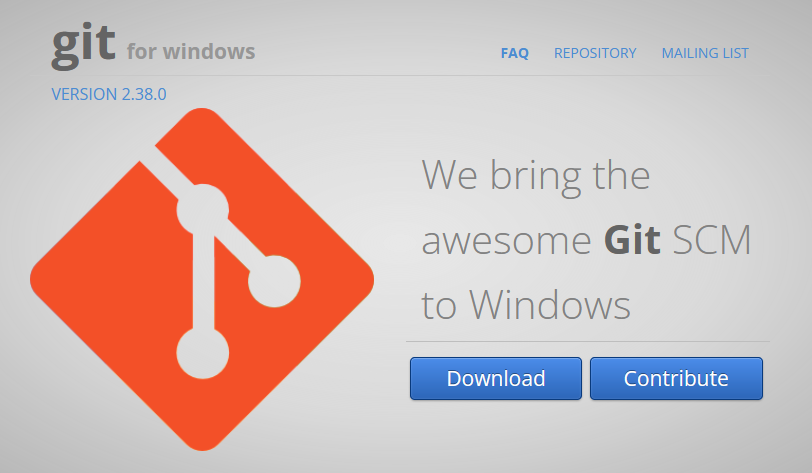 git for windows
FAQ REPOSITORY MAILING LIST
VERSION 2.38.0
We bring the
awesome Git SCM
to Windows
Download Contribute